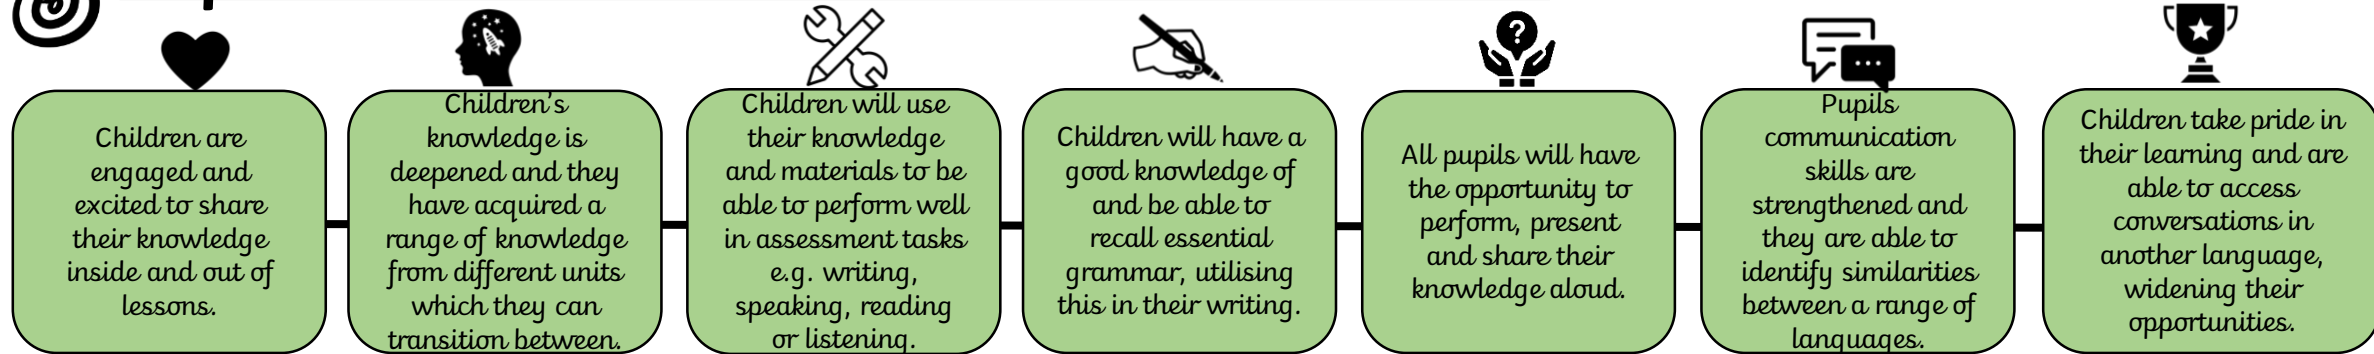 Children are
engaged and
excited to share
their knowledge
inside and out of
lessons.
Children's
knowledge is
deepened and they
have acquired a
range of knowledge
from different units
which they can
transition between.
Children will use
their knowledge
and materials to be
able to perform well
in assessment tasks
e.g. writing,
speaking, reading
or listening.
Children will have a
good knowledge of
and be able to
recall essential
grammar, utilising
this in their writing.
?
All pupils will have
the opportunity to
perform, present
and share their
knowledge aloud.
Pupils
communication
skills are
strengthened and
they are able to
identify similarities
between a range of
languages.
Children take pride in
their learning and are
able to access
conversations in
another language,
widening their
opportunities.